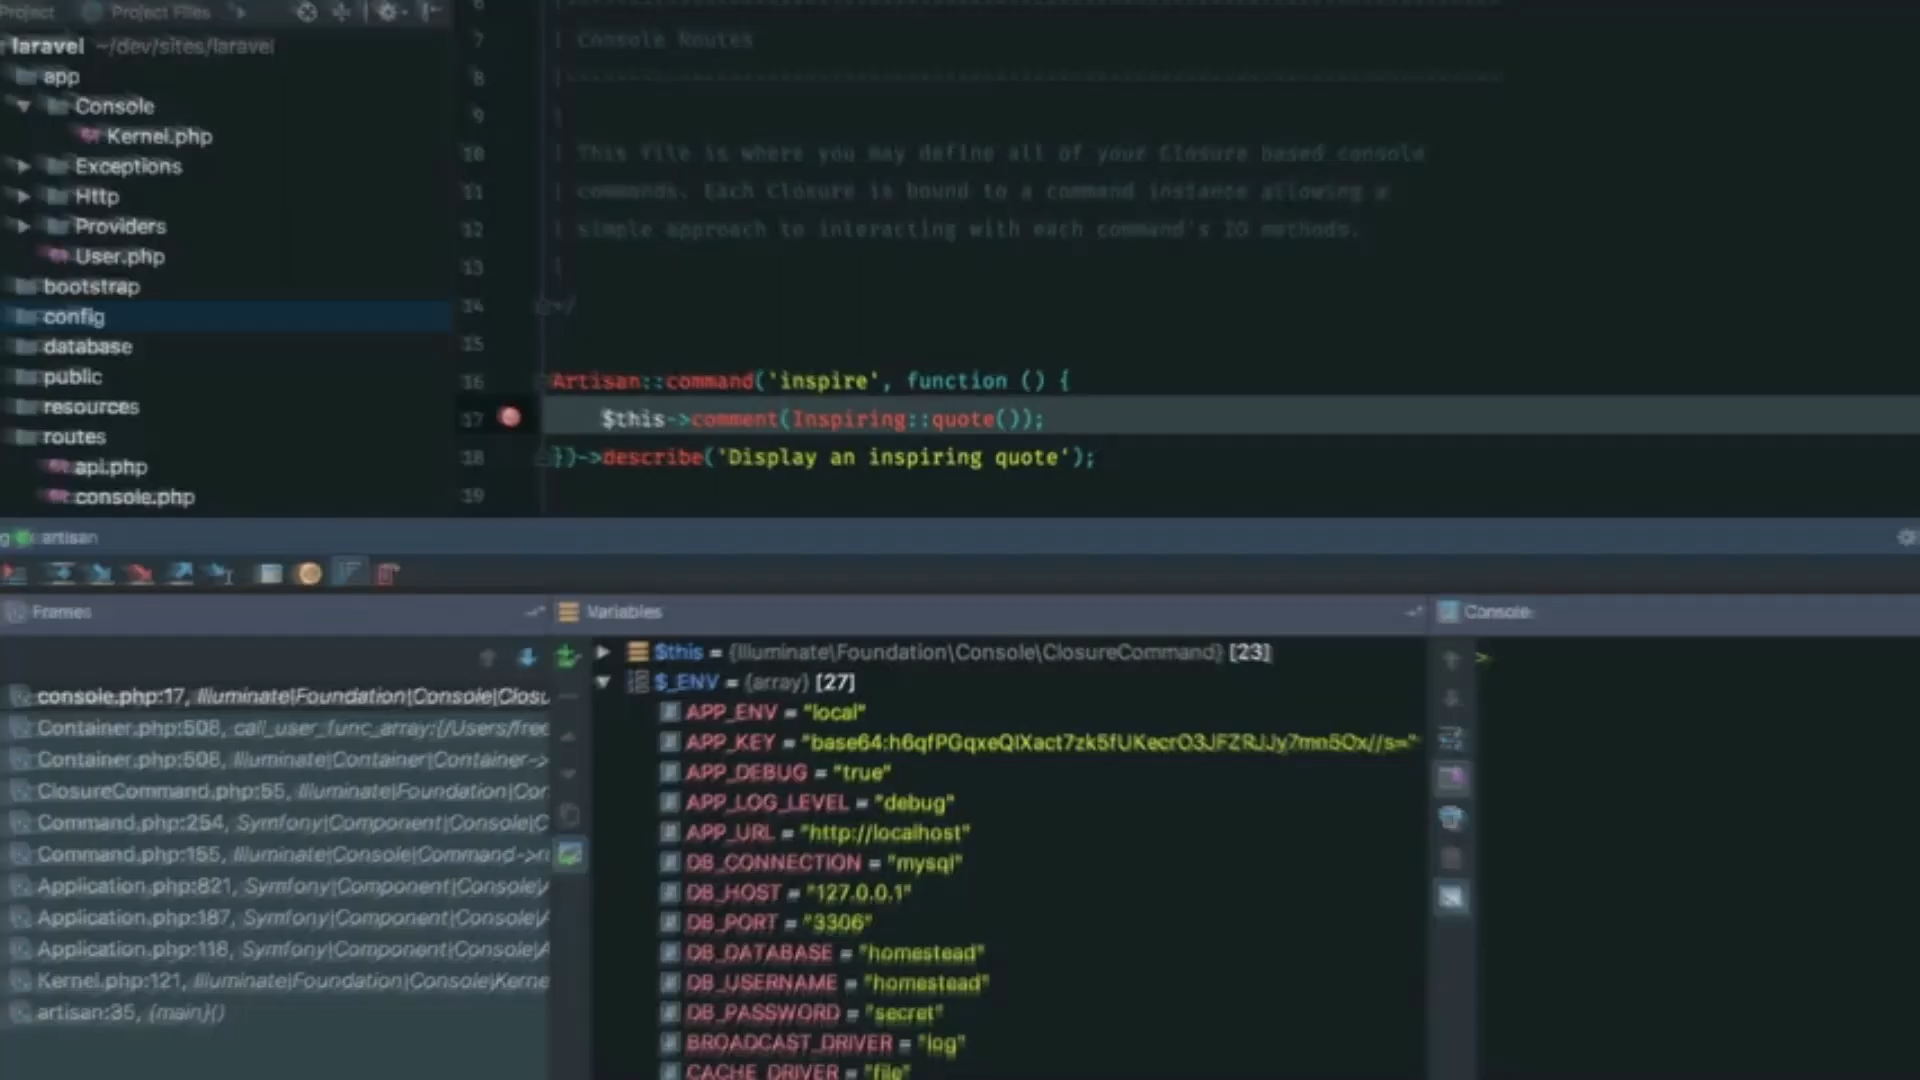 Project Project Files
laravel ~/dev/sites/laravel
app
Console
Kernel.php
Exceptions
Http
Providers
User.php
bootstrap
config
database
public
resources
routes
api.php
console.php
6
7 | Console Routes
8 |
9 |
10 | This file is where you may define all of your Closure based console
11 | commands. Each Closure is bound to a command instance allowing a
12 | simple approach to interacting with each command's IO methods.
13 |
14 */
15
16 Artisan::command('inspire', function () {
17 $this->comment(Inspiring::quote());
18 })->describe('Display an inspiring quote');
19
g artisan
Frames
console.php:17, Illuminate|Foundation|Console|Closu
Container.php:508, call_user_func_array:{/Users/free
Container.php:508, Illuminate|Container|Container->
ClosureCommand.php:55, Illuminate|Foundation|Cor
Command.php:254, Symfony|Component|Console|C
Command.php:155, Illuminate|Console|Command->r
Application.php:821, Symfony|Component|Console|A
Application.php:187, Symfony|Component|Console|A
Application.php:118, Symfony|Component|Console|A
Kernel.php:121, Illuminate|Foundation|Console|Kerne
artisan:35, {main}()
Variables
$this = {Illuminate\Foundation\Console\ClosureCommand} [23]
$_ENV = {array} [27]
APP_ENV = "local"
APP_KEY =
APP_DEBUG = "true"
APP_LOG_LEVEL = "debug"
APP_URL = "http://localhost"
DB_CONNECTION = "mysql"
DB_HOST = "127.0.0.1"
DB_PORT = "3306"
DB_DATABASE = "homestead"
DB_USERNAME = "homestead"
DB_PASSWORD = "secret"
BROADCAST_DRIVER = "log"
CACHE_DRIVER = "file"
Console
>